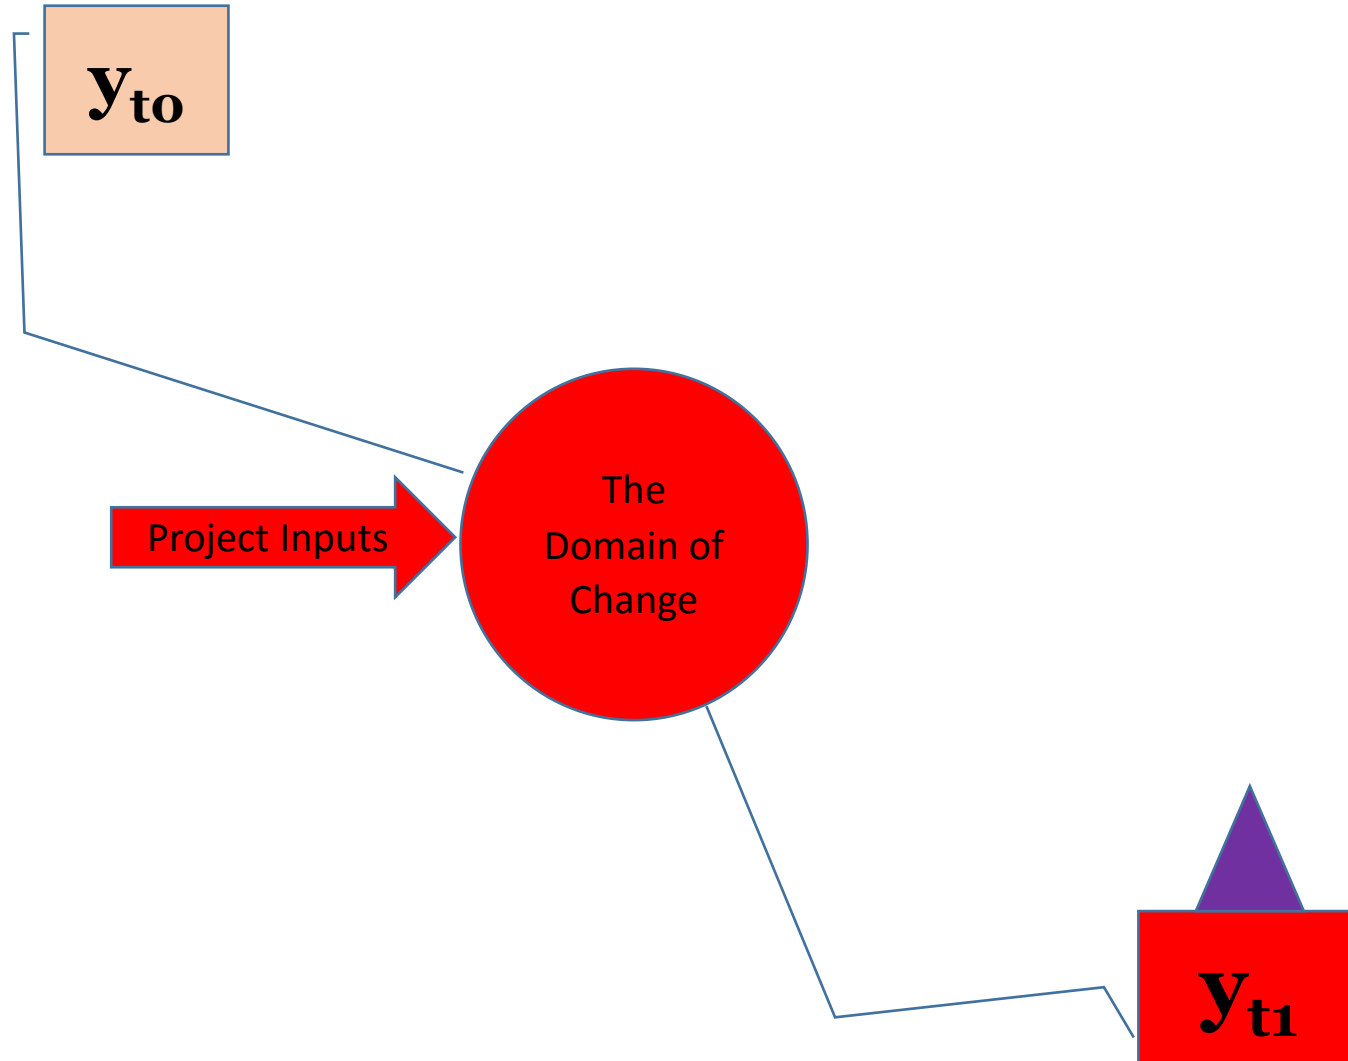 yto
Project Inputs
The
Domain of
Change
yt1